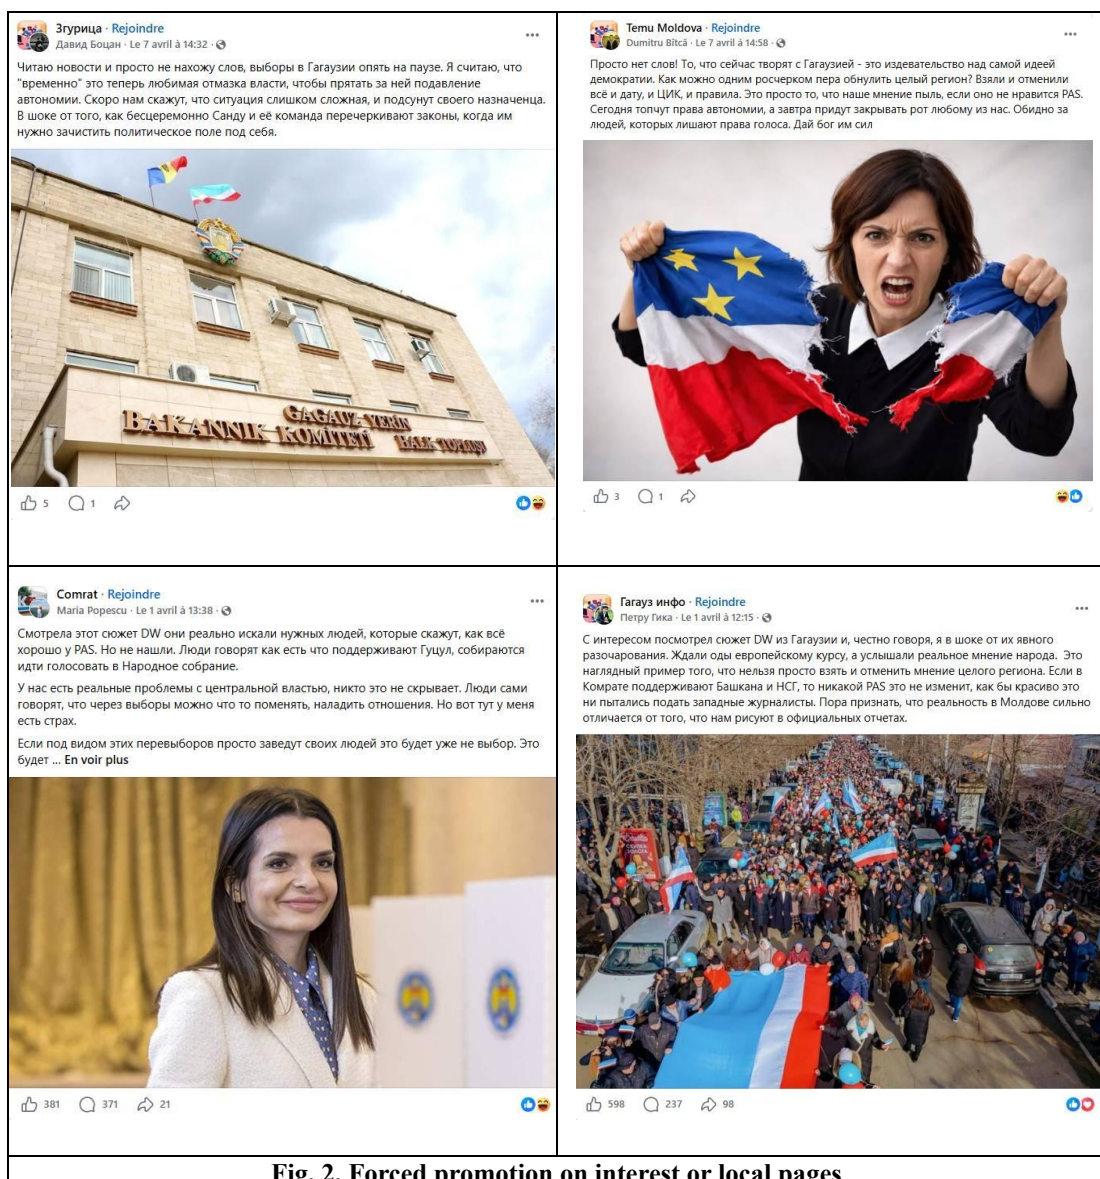 Згурица · Rejoindre
Давид Боцан · Le 7 avril à 14:32 ·
Читаю новости и просто не нахожу слов, выборы в Гагаузии опять на паузе. Я считаю, что
"временно" это теперь любимая отмазка власти, чтобы прятать за ней подавление
автономии. Скоро нам скажут, что ситуация слишком сложная, и подсунут своего назначенца.
В шоке от того, как бесцеремонно Санду и её команда перечеркивают законы, когда им
нужно зачистить политическое поле под себя.
GAGAUZ YERİN
BAKANNIK KOMİTETİ HALK TOPLUŞU
5 1
Temu Moldova · Rejoindre
Dumitru Bîtcă · Le 7 avril à 14:58 ·
Просто нет слов! То, что сейчас творят с Гагаузией - это издевательство над самой идеей
демократии. Как можно одним росчерком пера обнулить целый регион? Взяли и отменили
всё и дату, и ЦИК, и правила. Это просто то, что наше мнение пыль, если оно не нравится PAS.
Сегодня топчут права автономии, а завтра придут закрывать рот любому из нас. Обидно за
людей, которых лишают права голоса. Дай бог им сил
3 1
Comrat · Rejoindre
Maria Popescu · Le 1 avril à 13:38 ·
Смотрела этот сюжет DW они реально искали нужных людей, которые скажут, как всё
хорошо у PAS. Но не нашли. Люди говорят как есть что поддерживают Гуцул, собираются
идти голосовать в Народное собрание.
У нас есть реальные проблемы с центральной властью, никто это не скрывает. Люди сами
говорят, что через выборы можно что то поменять, наладить отношения. Но вот тут у меня
есть страх.
Если под видом этих перевыборов просто заведут своих людей это будет уже не выбор. Это
будет ... En voir plus
381 371 21
Гагауз инфо · Rejoindre
Петру Гика · Le 1 avril à 12:15 ·
С интересом посмотрел сюжет DW из Гагаузии и, честно говоря, я в шоке от их явного
разочарования. Ждали оды европейскому курсу, а услышали реальное мнение народа. Это
наглядный пример того, что нельзя просто взять и отменить мнение целого региона. Если в
Комрате поддерживают Башкана и НСГ, то никакой PAS это не изменит, как бы красиво это
ни пытались подать западные журналисты. Пора признать, что реальность в Молдове сильно
отличается от того, что нам рисуют в официальных отчетах.
598 237 98
Fig. 2. Forced promotion on interest or local pages